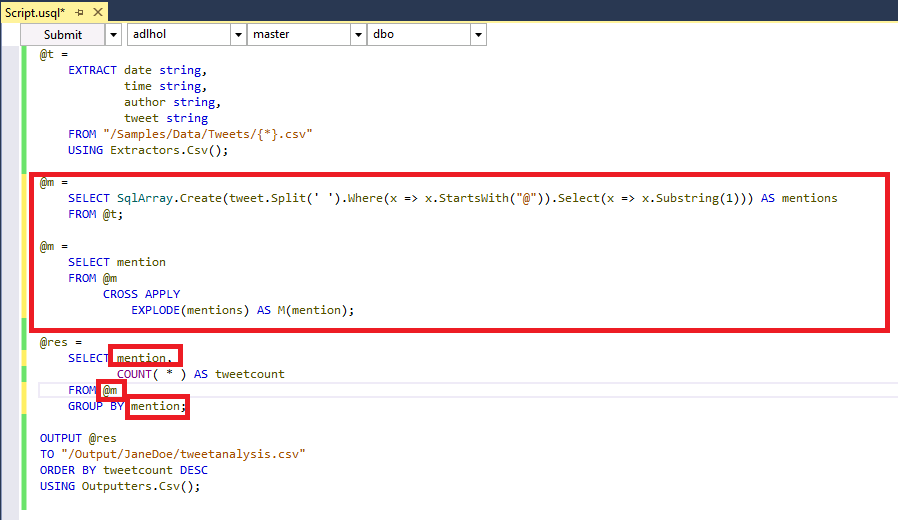 Script.usql*
Submit adlhol master dbo
@t =
EXTRACT date string,
time string,
author string,
tweet string
FROM "/Samples/Data/Tweets/{*}.csv"
USING Extractors.Csv();
@m =
SELECT SqlArray.Create(tweet.Split(' ').Where(x => x.StartsWith("@")).Select(x => x.Substring(1))) AS mentions
FROM @t;
@m =
SELECT mention
FROM @m
CROSS APPLY
EXPLODE(mentions) AS M(mention);
@res =
SELECT mention,
COUNT( * ) AS tweetcount
FROM @m
GROUP BY mention;
OUTPUT @res
TO "/Output/JaneDoe/tweetanalysis.csv"
ORDER BY tweetcount DESC
USING Outputters.Csv();